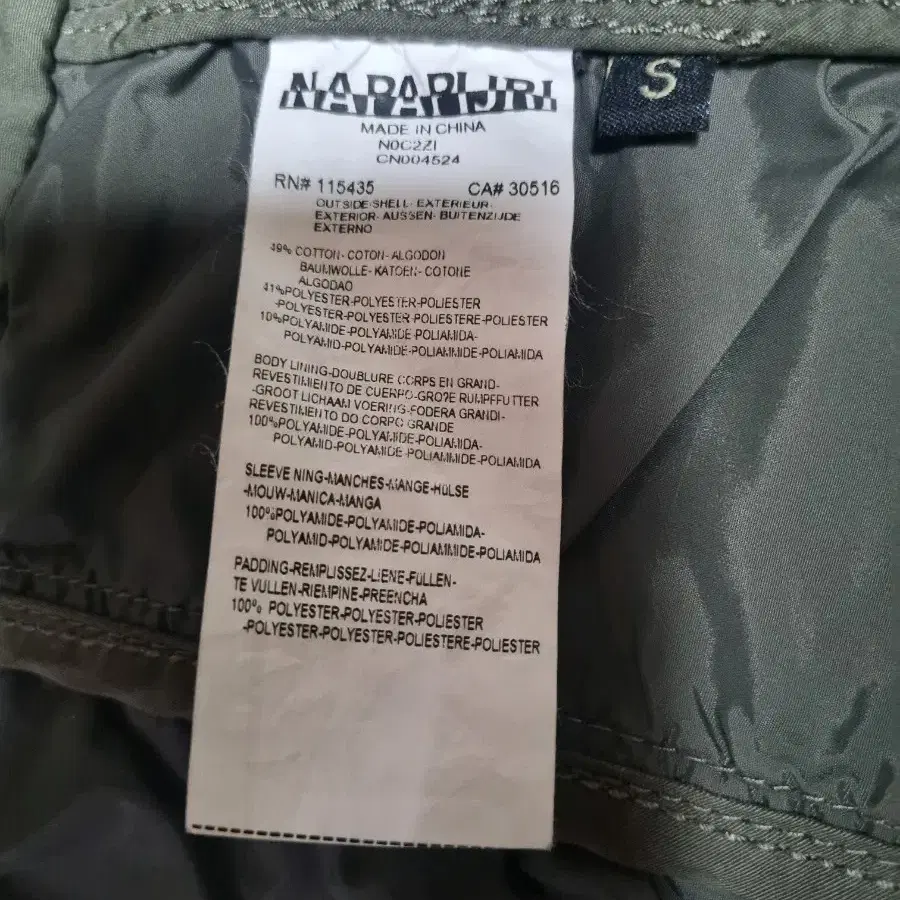 NAPAPIJRI
S
MADE IN CHINA
N0C2ZI
CN004524
RN# 115435 CA# 30516
OUTSIDE SHELL- EXTERIEUR-
EXTERIOR- AUSSEN- BUITENZIJDE
EXTERNO
49% COTTON- COTON- ALGODON
BAUMWOLLE- KATOEN- COTONE
ALGODAO
41%POLYESTER-POLYESTER-POLIESTER
-POLYESTER-POLYESTER-POLIESTERE-POLIESTER
10%POLYAMIDE-POLYAMIDE-POLIAMIDA-
POLYAMID-POLYAMIDE-POLIAMMIDE-POLIAMIDA
BODY LINING-DOUBLURE CORPS EN GRAND-
REVESTIMIENTO DE CUERPO-GROßE RUMPFFUTTER
-GROOT LICHAAM VOERING-FODERA GRANDI-
REVESTIMENTO DO CORPO GRANDE
100%POLYAMIDE-POLYAMIDE-POLIAMIDA-
POLYAMID-POLYAMIDE-POLIAMMIDE-POLIAMIDA
SLEEVE NING-MANCHES-MANGE-HüLSE
-MOUW-MANICA-MANGA
100%POLYAMIDE-POLYAMIDE-POLIAMIDA-
POLYAMID-POLYAMIDE-POLIAMMIDE-POLIAMIDA
PADDING-REMPLISSEZ-LIENE-FüLLEN-
TE VULLEN-RIEMPINE-PREENCHA
100% POLYESTER-POLYESTER-POLIESTER
-POLYESTER-POLYESTER-POLIESTERE-POLIESTER